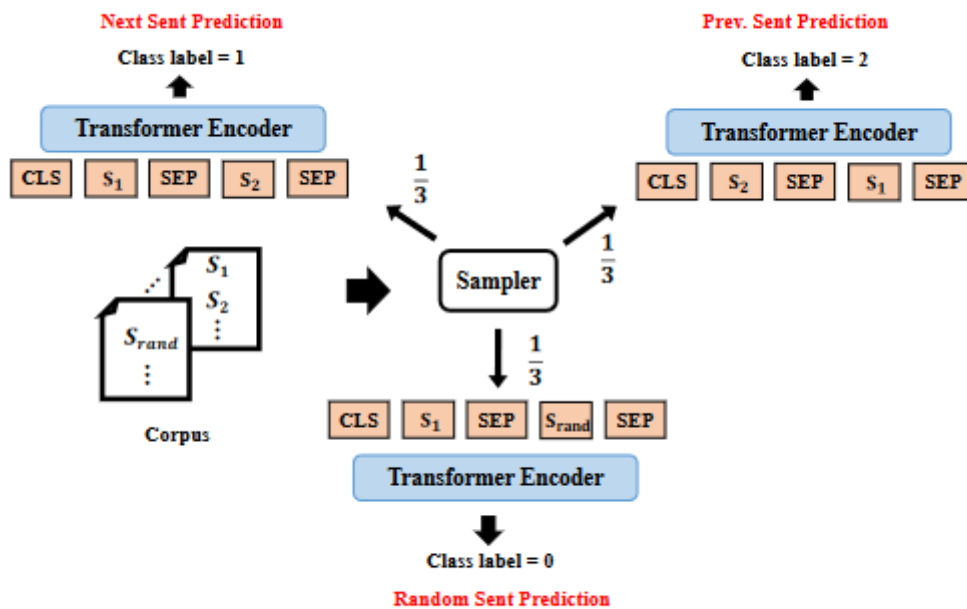 Next Sent Prediction
Class label = 1
Transformer Encoder
CLS S₁ SEP S₂ SEP
Prev. Sent Prediction
Class label = 2
Transformer Encoder
CLS S₂ SEP S₁ SEP
1/3
1/3
S₁
S₂
⋮
S_rand
⋮
Corpus
Sampler
1/3
CLS S₁ SEP S_rand SEP
Transformer Encoder
Class label = 0
Random Sent Prediction